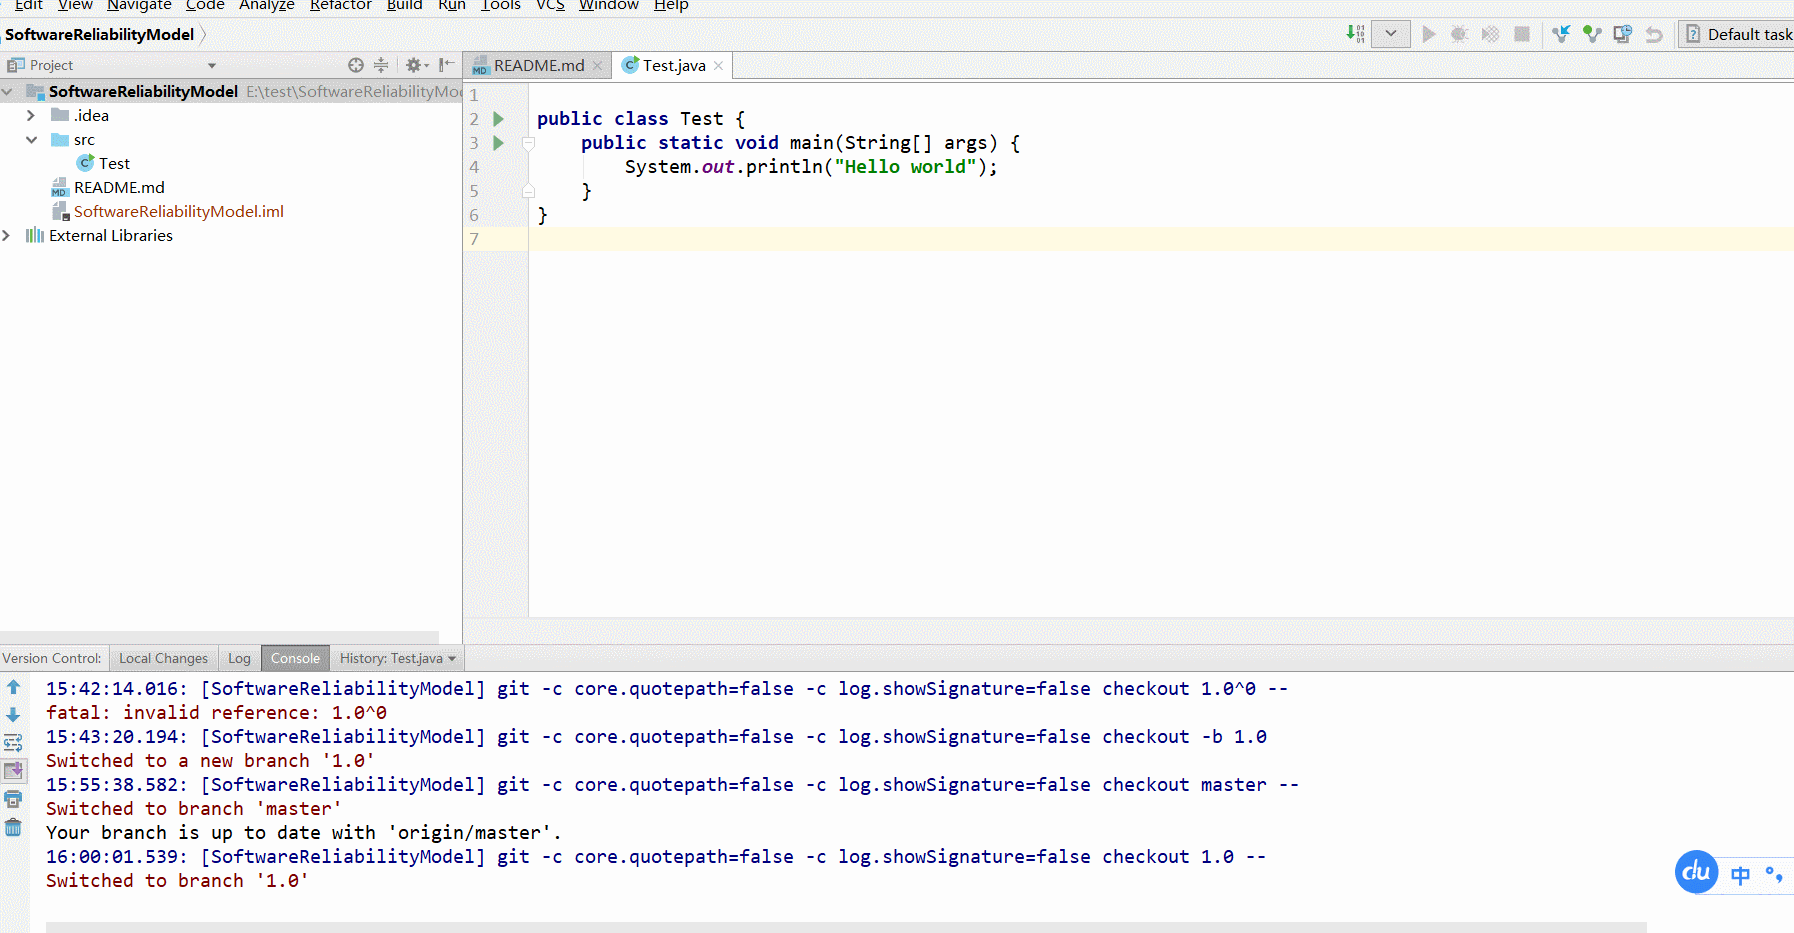 Edit View Navigate Code Analyze Refactor Build Run Tools VCS Window Help
SoftwareReliabilityModel
Default task
Project
README.md Test.java
SoftwareReliabilityModel E:\test\SoftwareReliabilityMod
.idea
src
Test
README.md
SoftwareReliabilityModel.iml
External Libraries
1
2 public class Test {
3 public static void main(String[] args) {
4 System.out.println("Hello world");
5 }
6 }
7
Version Control: Local Changes Log Console History: Test.java
15:42:14.016: [SoftwareReliabilityModel] git -c core.quotepath=false -c log.showSignature=false checkout 1.0^0 --
fatal: invalid reference: 1.0^0
15:43:20.194: [SoftwareReliabilityModel] git -c core.quotepath=false -c log.showSignature=false checkout -b 1.0
Switched to a new branch '1.0'
15:55:38.582: [SoftwareReliabilityModel] git -c core.quotepath=false -c log.showSignature=false checkout master --
Switched to branch 'master'
Your branch is up to date with 'origin/master'.
16:00:01.539: [SoftwareReliabilityModel] git -c core.quotepath=false -c log.showSignature=false checkout 1.0 --
Switched to branch '1.0'
du 中 °,